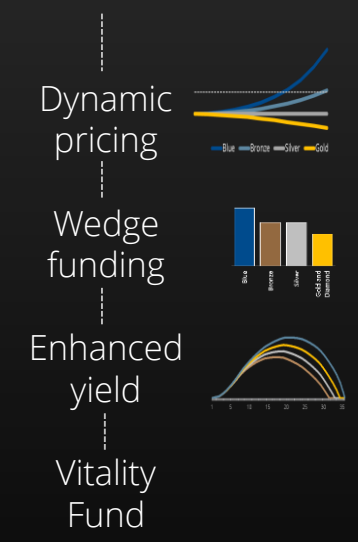 Dynamic
pricing
Blue Bronze Silver Gold
Wedge
funding
Blue
Bronze
Silver
Gold and
Diamond
Enhanced
yield
1 5 10 15 20 25 30 35
Vitality
Fund